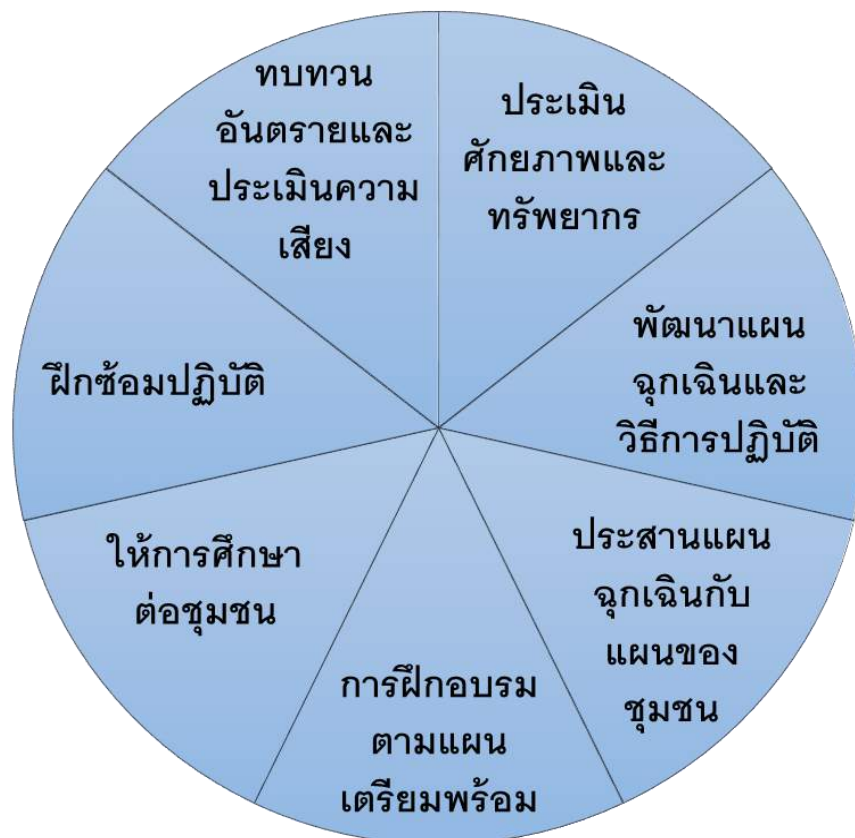 ทบทวน
อันตรายและ
ประเมินความ
เสียง
ประเมิน
ศักยภาพและ
ทรัพยากร
พัฒนาแผน
ฉุกเฉินและ
วิธีการปฏิบัติ
ประสานแผน
ฉุกเฉินกับ
แผนของ
ชุมชน
การฝึกอบรม
ตามแผน
เตรียมพร้อม
ให้การศึกษา
ต่อชุมชน
ฝึกซ้อมปฏิบัติ